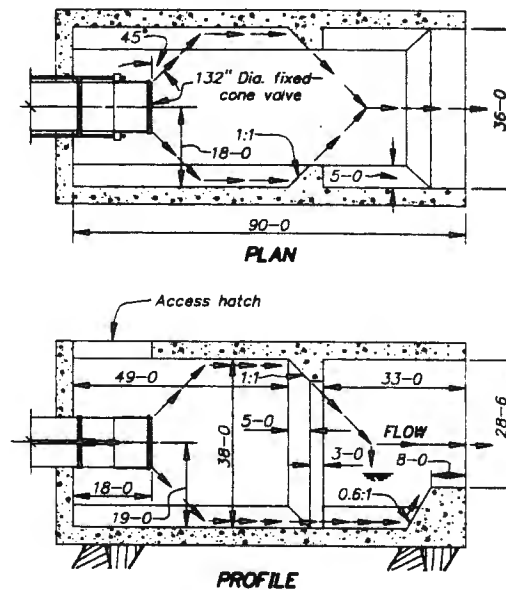 45°
132" Dia. fixed-
cone valve
1:1
18-0
5-0
36-0
90-0
PLAN
Access hatch
49-0
1:1
33-0
5-0
FLOW
28-6
38-0
3-0
8-0
18-0
0.6:1
19-0
PROFILE